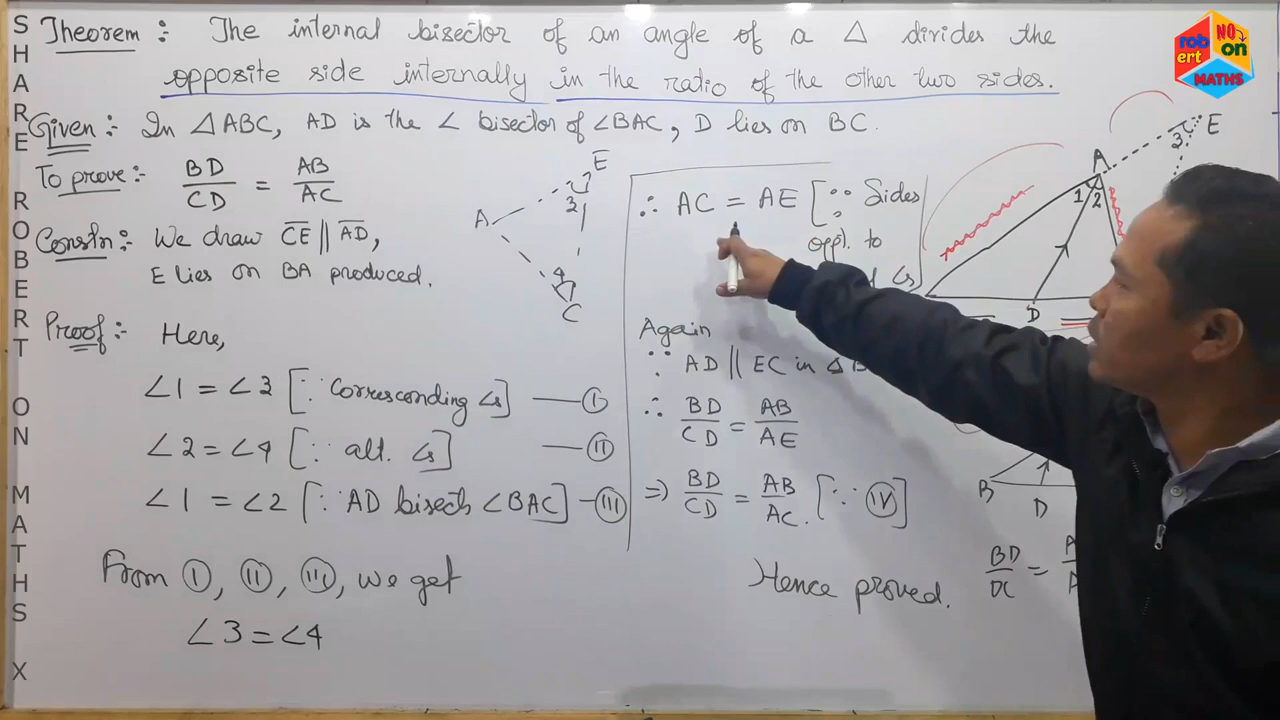 SHARE ROBERT ON MATHS X
Theorem :- The internal bisector of an angle of a △ divides the
opposite side internally in the ratio of the other two sides.
Given :- In △ABC, AD is the ∠ bisector of ∠BAC, D lies on BC.
To prove:- BD/CD = AB/AC
Constn:- We draw CE || AD,
E lies on BA produced.
Proof:- Here,
∠1 = ∠3 [∵ Corresponding ∠s] —— (I)
∠2 = ∠4 [∵ alt. ∠s] —— (II)
∠1 = ∠2 [∵ AD bisects ∠BAC] — (III)
From (I), (II), (III), we get
∠3 = ∠4
A
E
3
4
C
∴ AC = AE [∵ Sides
oppt. to
∠s
Again
∵ AD || EC in △
∴ BD/CD = AB/AE
⇒ BD/CD = AB/AC. [∵ (IV)]
Hence proved.
robert NO on
MATHS
E
3
A
1 2
D
B
D
BD/DC =